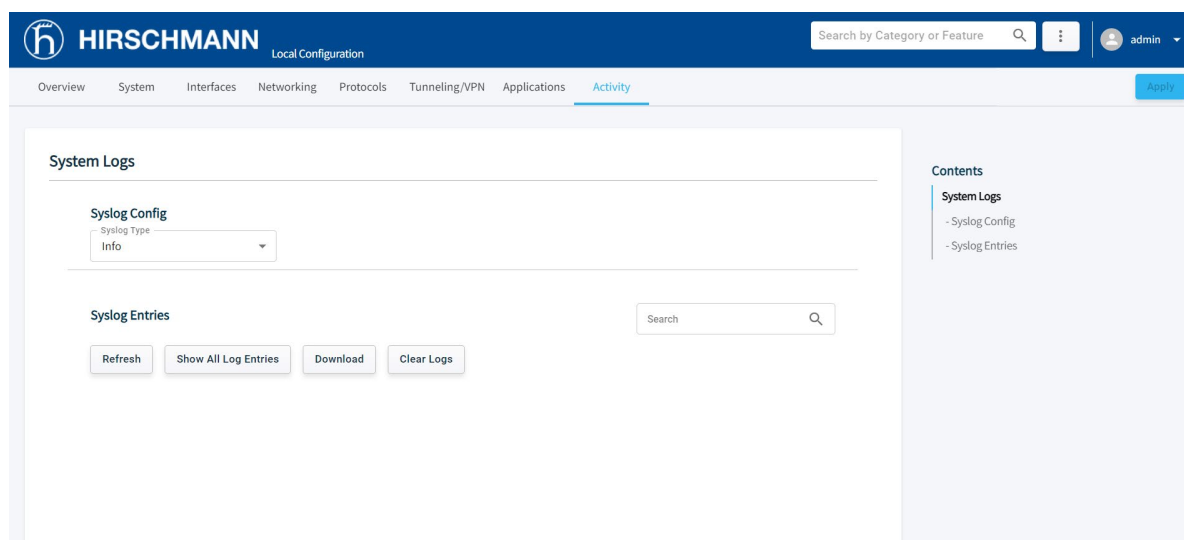 HIRSCHMANN
Local Configuration
Search by Category or Feature
admin
Overview System Interfaces Networking Protocols Tunneling/VPN Applications Activity
Apply
System Logs
Syslog Config
Syslog Type
Info
Syslog Entries
Search
Refresh Show All Log Entries Download Clear Logs
Contents
System Logs
- Syslog Config
- Syslog Entries